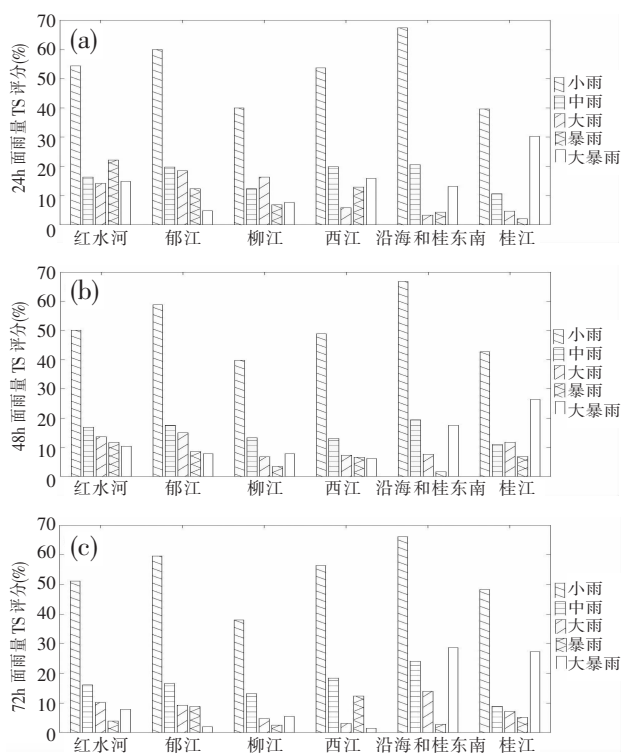 (a)
24h 面雨量 TS 评分(%)
70
60
50
40
30
20
10
0
红水河 郁江 柳江 西江 沿海和桂东南 桂江
小雨
中雨
大雨
暴雨
大暴雨
(b)
48h 面雨量 TS 评分(%)
70
60
50
40
30
20
10
0
红水河 郁江 柳江 西江 沿海和桂东南 桂江
小雨
中雨
大雨
暴雨
大暴雨
(c)
72h 面雨量 TS 评分(%)
70
60
50
40
30
20
10
0
红水河 郁江 柳江 西江 沿海和桂东南 桂江
小雨
中雨
大雨
暴雨
大暴雨